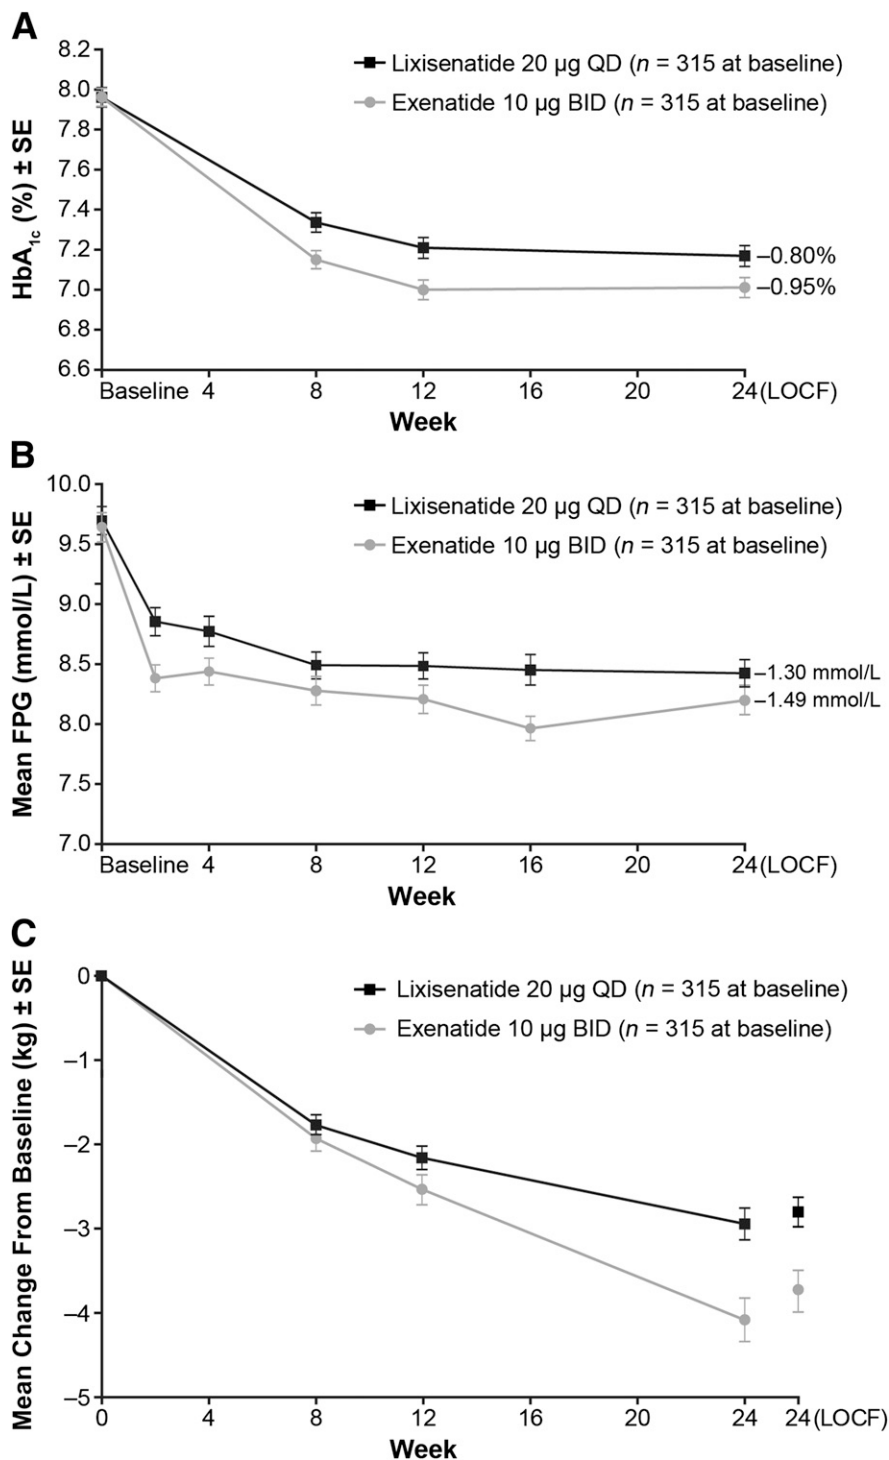 A
HbA1c (%) ± SE
8.2
8.0
7.8
7.6
7.4
7.2
7.0
6.8
6.6
Lixisenatide 20 µg QD (n = 315 at baseline)
Exenatide 10 µg BID (n = 315 at baseline)
–0.80%
–0.95%
Baseline 4 8 12 16 20 24 (LOCF)
Week
B
Mean FPG (mmol/L) ± SE
10.0
9.5
9.0
8.5
8.0
7.5
7.0
Lixisenatide 20 µg QD (n = 315 at baseline)
Exenatide 10 µg BID (n = 315 at baseline)
–1.30 mmol/L
–1.49 mmol/L
Baseline 4 8 12 16 20 24 (LOCF)
Week
C
Mean Change From Baseline (kg) ± SE
0
–1
–2
–3
–4
–5
Lixisenatide 20 µg QD (n = 315 at baseline)
Exenatide 10 µg BID (n = 315 at baseline)
0 4 8 12 16 20 24 24 (LOCF)
Week